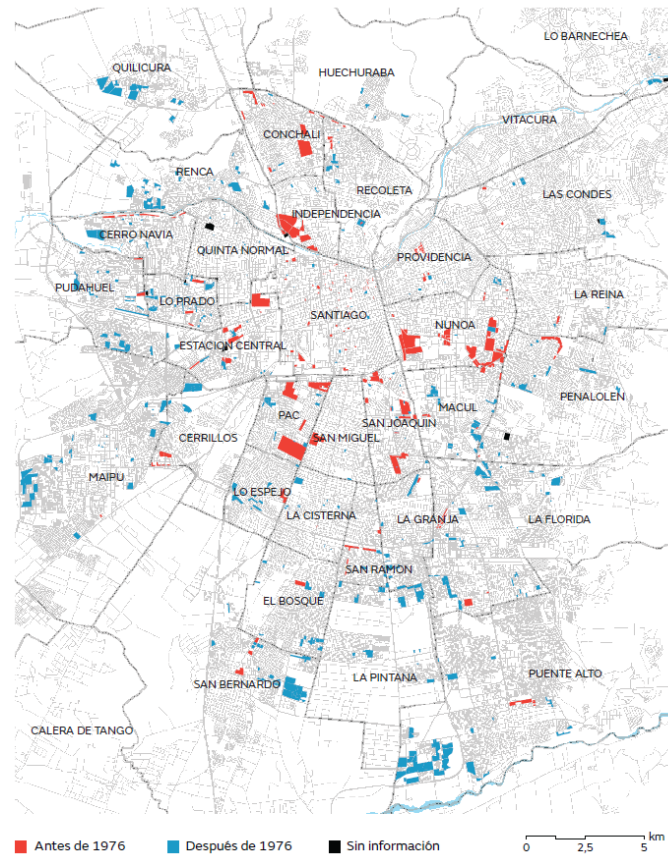 LO BARNECHEA
QUILICURA
HUECHURABA
VITACURA
CONCHALI
RENCA
RECOLETA
LAS CONDES
INDEPENDENCIA
CERRO NAVIA
QUINTA NORMAL
PROVIDENCIA
PUDAHUEL
LO PRADO
LA REINA
SANTIAGO
NUNOA
ESTACION CENTRAL
PENALOLEN
MACUL
PAC
SAN JOAQUIN
CERRILLOS
SAN MIGUEL
MAIPU
LO ESPEJO
LA CISTERNA
LA GRANJA
LA FLORIDA
SAN RAMON
EL BOSQUE
PUENTE ALTO
LA PINTANA
SAN BERNARDO
CALERA DE TANGO
Antes de 1976 Después de 1976 Sin información
km
0 2,5 5